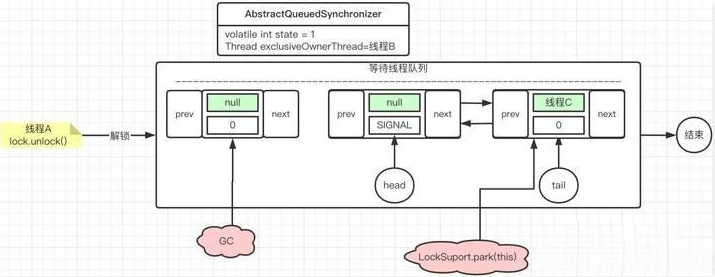 AbstractQueuedSynchronizer
volatile int state = 1
Thread exclusiveOwnerThread=线程B
等待线程队列
线程A
lock.unlock()
解锁
prev
null
0
next
prev
null
SIGNAL
next
prev
线程C
0
next
结束
head
tail
GC
LockSuport.park(this)